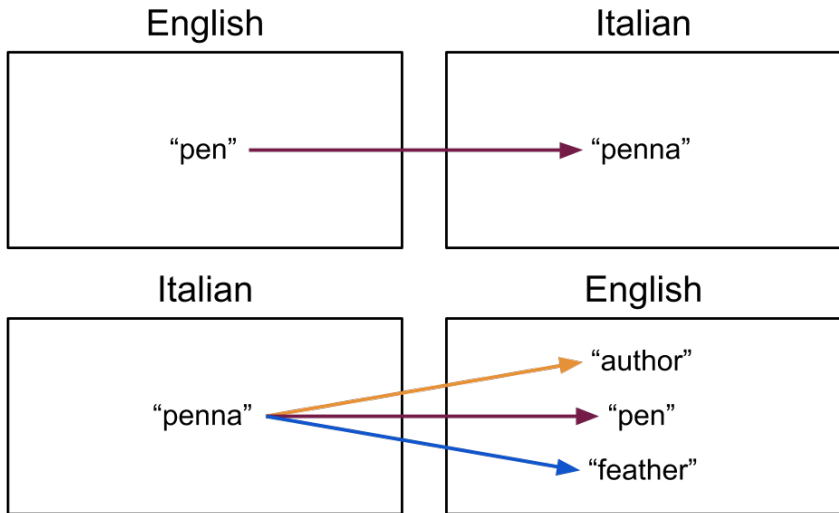 English
Italian
“pen”
“penna”
Italian
English
“penna”
“author”
“pen”
“feather”